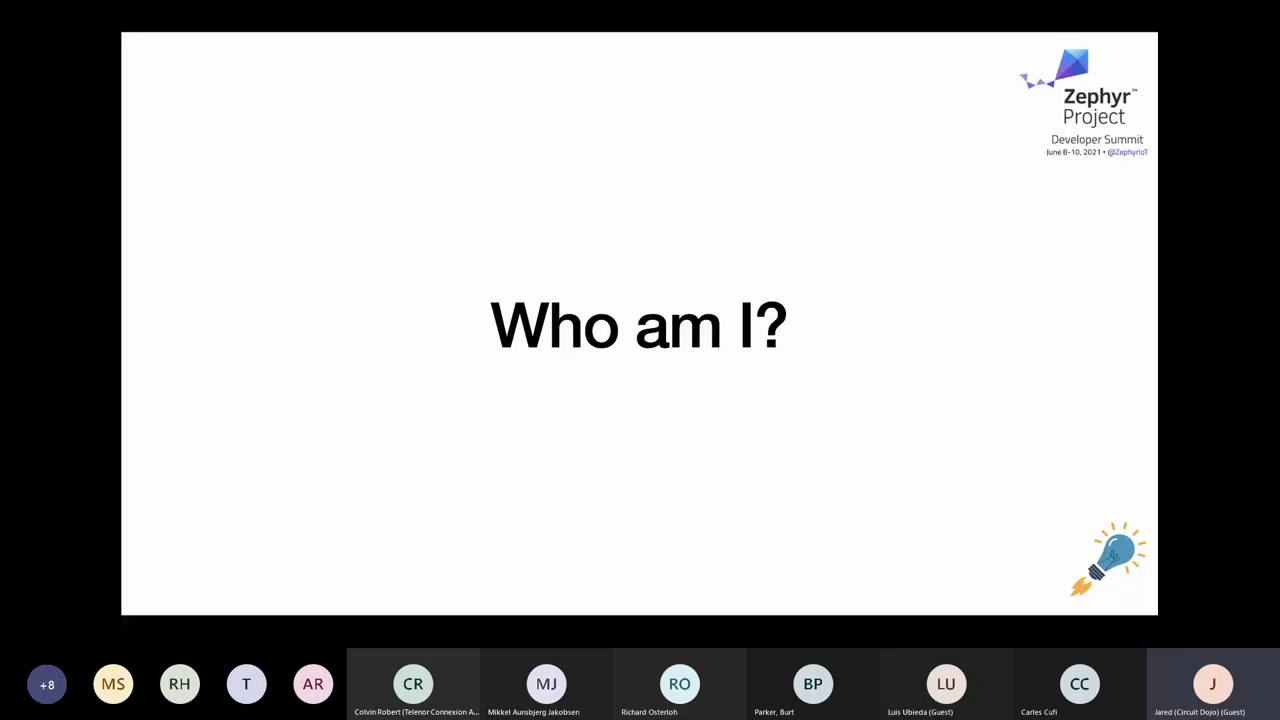 Zephyr™
Project
Developer Summit
June 8-10, 2021 • @ZephyrIoT
Who am I?
+8
MS
RH
T
AR
CR
MJ
RO
BP
LU
CC
J
Colvin Robert (Telenor Connexion A...
Mikkel Aunsbjerg Jakobsen
Richard Osterloh
Parker, Burt
Luis Ubieda (Guest)
Carles Cufi
Jared (Circuit Dojo) (Guest)